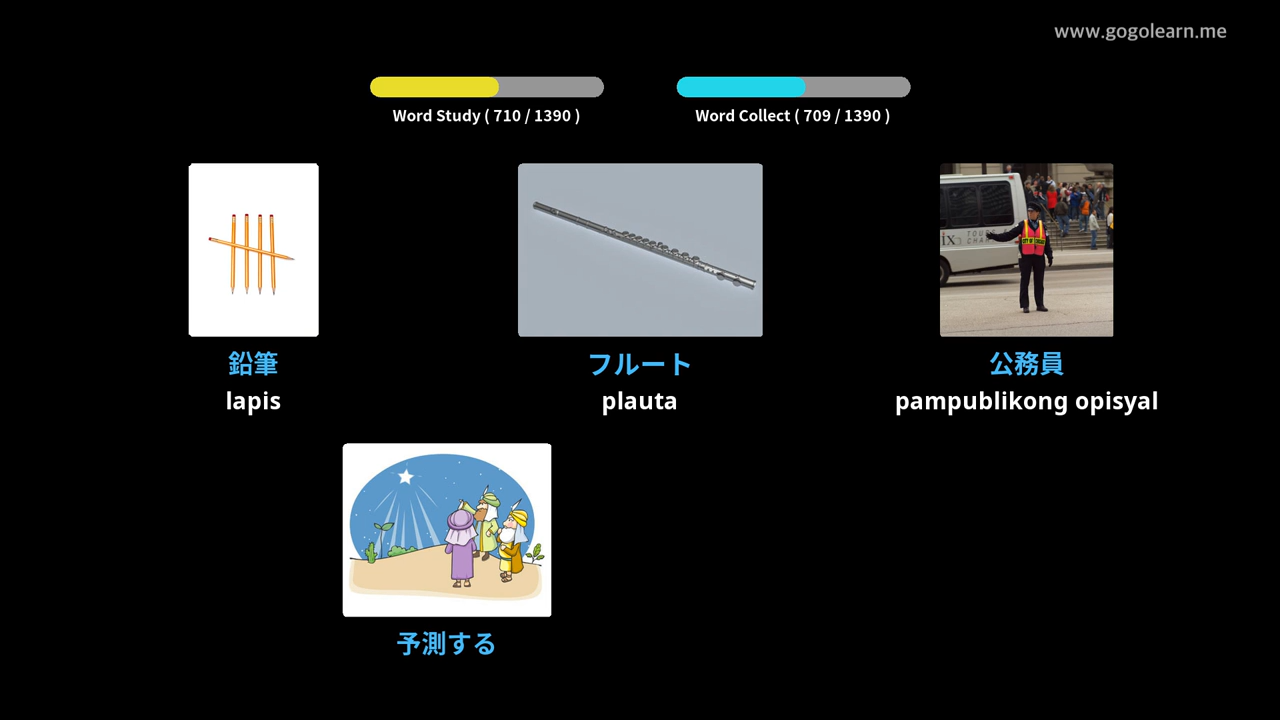 www.gogolearn.me
Word Study ( 710 / 1390 )
Word Collect ( 709 / 1390 )
鉛筆
lapis
フルート
plauta
公務員
pampublikong opisyal
予測する